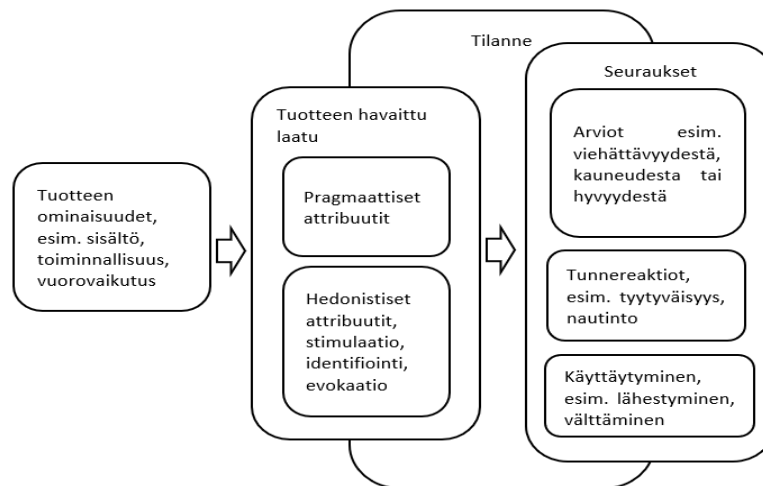 Tilanne
Tuotteen
ominaisuudet,
esim. sisältö,
toiminnallisuus,
vuorovaikutus
Tuotteen havaittu
laatu
Pragmaattiset
attribuutit
Hedonistiset
attribuutit,
stimulaatio,
identifiointi,
evokaatio
Seuraukset
Arviot esim.
viehättävyydestä,
kauneudesta tai
hyvyydestä
Tunnereaktiot,
esim. tyytyväisyys,
nautinto
Käyttäytyminen,
esim. lähestyminen,
välttäminen